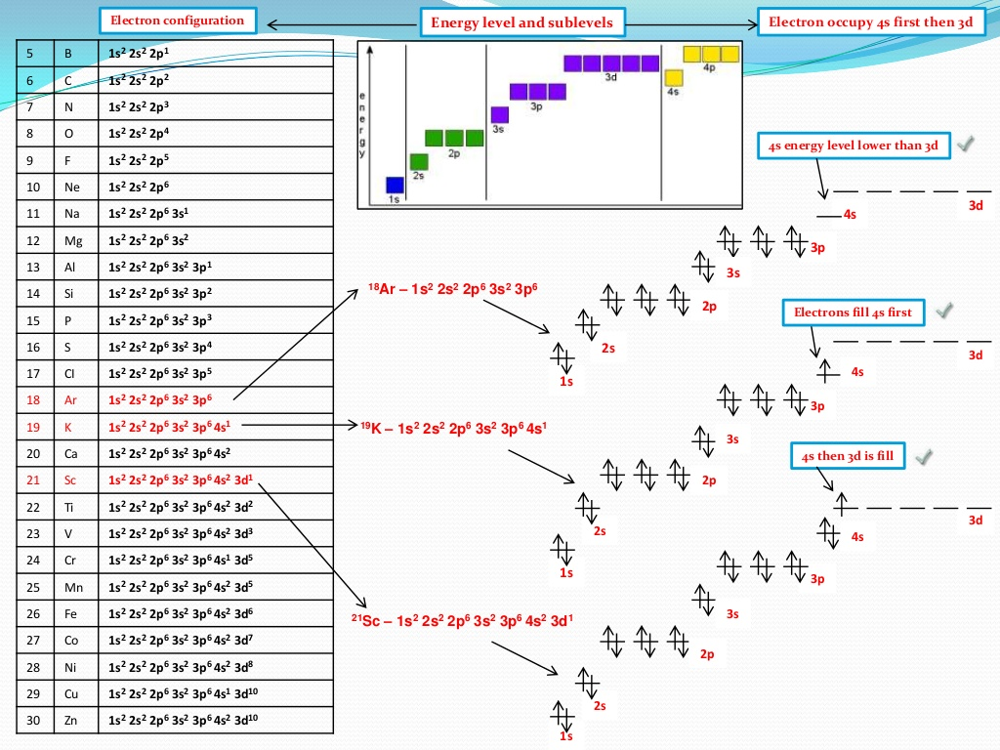 Electron configuration
Energy level and sublevels
Electron occupy 4s first then 3d
5 B 1s² 2s² 2p¹
6 C 1s² 2s² 2p²
7 N 1s² 2s² 2p³
8 O 1s² 2s² 2p⁴
9 F 1s² 2s² 2p⁵
10 Ne 1s² 2s² 2p⁶
11 Na 1s² 2s² 2p⁶ 3s¹
12 Mg 1s² 2s² 2p⁶ 3s²
13 Al 1s² 2s² 2p⁶ 3s² 3p¹
14 Si 1s² 2s² 2p⁶ 3s² 3p²
15 P 1s² 2s² 2p⁶ 3s² 3p³
16 S 1s² 2s² 2p⁶ 3s² 3p⁴
17 Cl 1s² 2s² 2p⁶ 3s² 3p⁵
18 Ar 1s² 2s² 2p⁶ 3s² 3p⁶
19 K 1s² 2s² 2p⁶ 3s² 3p⁶ 4s¹
20 Ca 1s² 2s² 2p⁶ 3s² 3p⁶ 4s²
21 Sc 1s² 2s² 2p⁶ 3s² 3p⁶ 4s² 3d¹
22 Ti 1s² 2s² 2p⁶ 3s² 3p⁶ 4s² 3d²
23 V 1s² 2s² 2p⁶ 3s² 3p⁶ 4s² 3d³
24 Cr 1s² 2s² 2p⁶ 3s² 3p⁶ 4s¹ 3d⁵
25 Mn 1s² 2s² 2p⁶ 3s² 3p⁶ 4s² 3d⁵
26 Fe 1s² 2s² 2p⁶ 3s² 3p⁶ 4s² 3d⁶
27 Co 1s² 2s² 2p⁶ 3s² 3p⁶ 4s² 3d⁷
28 Ni 1s² 2s² 2p⁶ 3s² 3p⁶ 4s² 3d⁸
29 Cu 1s² 2s² 2p⁶ 3s² 3p⁶ 4s¹ 3d¹⁰
30 Zn 1s² 2s² 2p⁶ 3s² 3p⁶ 4s² 3d¹⁰
energy
4p
3d
4s
3p
3s
2p
2s
1s
4s energy level lower than 3d
3d
4s
3p
3s
¹⁸Ar – 1s² 2s² 2p⁶ 3s² 3p⁶
2p
2s
1s
Electrons fill 4s first
3d
4s
3p
¹⁹K – 1s² 2s² 2p⁶ 3s² 3p⁶ 4s¹
3s
2p
2s
1s
4s then 3d is fill
3d
4s
3p
3s
²¹Sc – 1s² 2s² 2p⁶ 3s² 3p⁶ 4s² 3d¹
2p
2s
1s